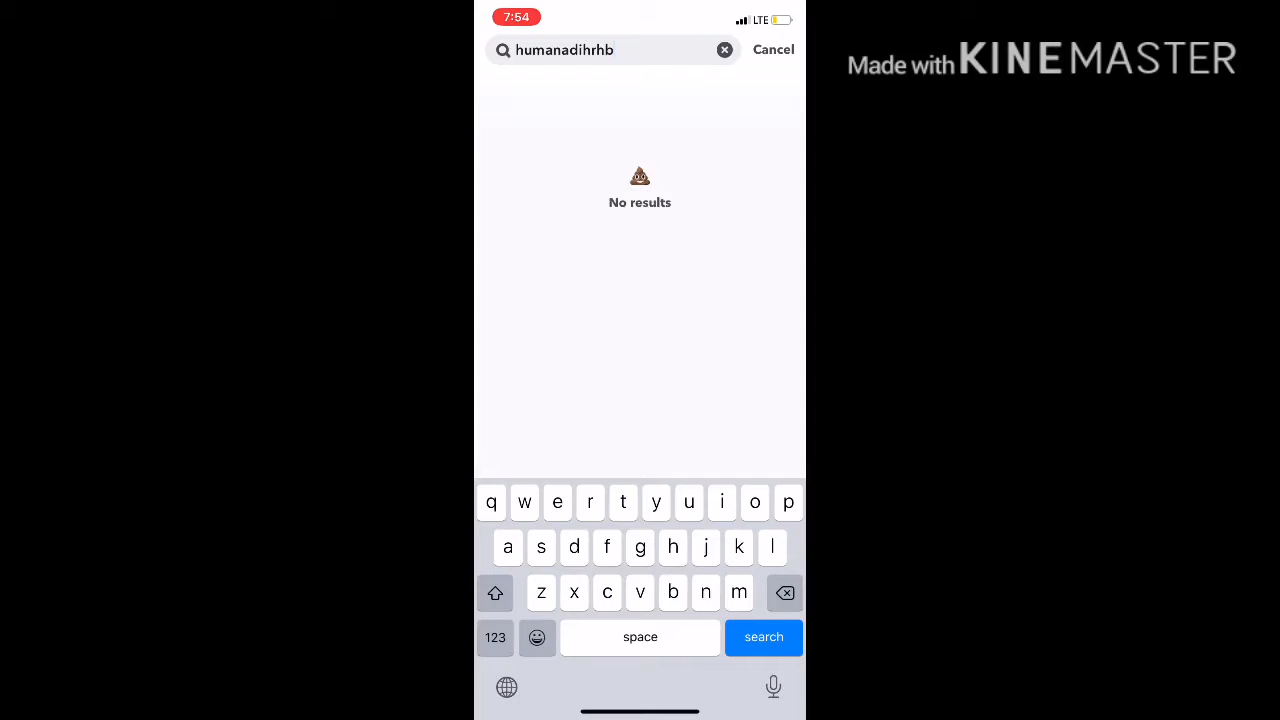 7:54
LTE
humanadihrhb
Cancel
Made with KINEMASTER
No results
q w e r t y u i o p
a s d f g h j k l
z x c v b n m
123 space search